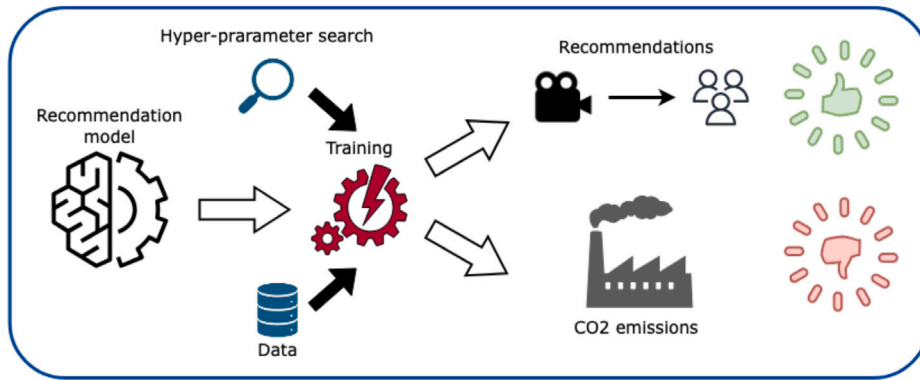 Hyper-prarameter search
Recommendations
Recommendation
model
Training
Data
CO2 emissions